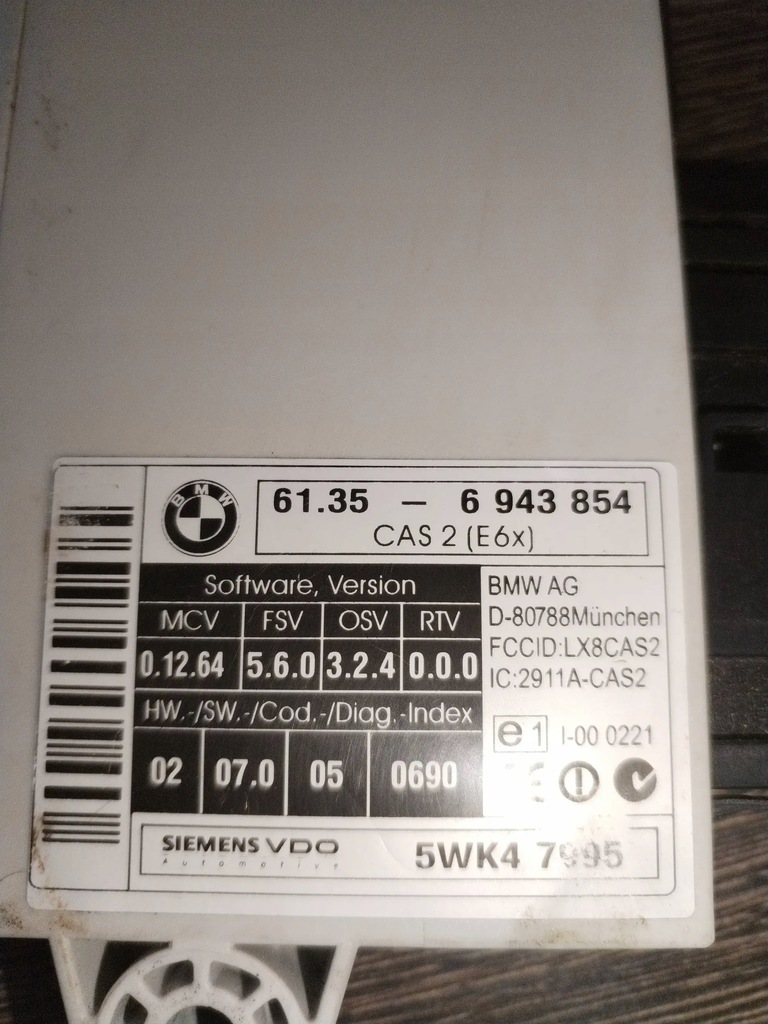 BMW
61.35 – 6 943 854
CAS 2 (E6x)
Software, Version
MCV FSV OSV RTV
0.12.64 5.6.0 3.2.4 0.0.0
HW.-/SW.-/Cod.-/Diag.-Index
02 07.0 05 0690
BMW AG
D-80788München
FCCID:LX8CAS2
IC:2911A-CAS2
e1 I-00 0221
SIEMENS VDO
Automotive
5WK4 7995